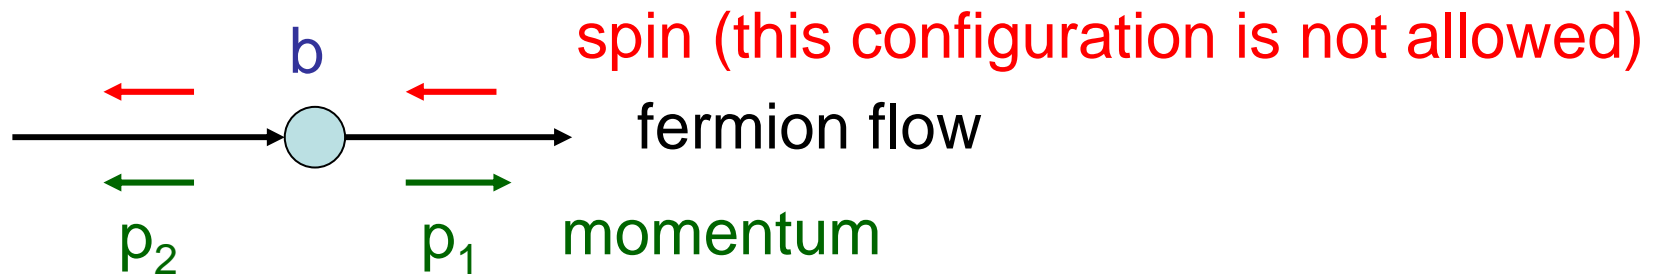 b
spin (this configuration is not allowed)
fermion flow
p₂
p₁
momentum